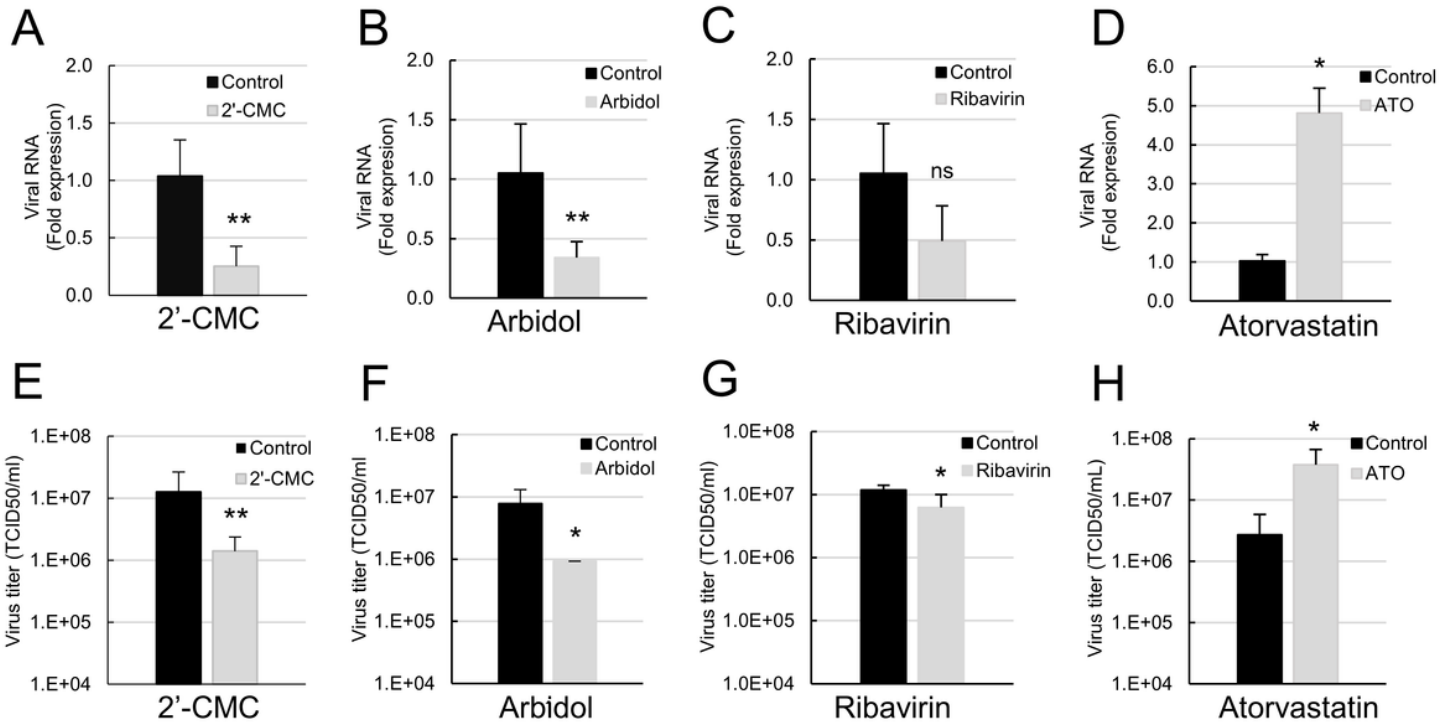 A
Viral RNA
(Fold expresion)
2.0
1.5
1.0
0.5
0.0
Control
2'-CMC
**
2'-CMC
B
Viral RNA
(Fold expresion)
2.0
1.5
1.0
0.5
0.0
Control
Arbidol
**
Arbidol
C
Viral RNA
(Fold expresion)
2.0
1.5
1.0
0.5
0.0
Control
Ribavirin
ns
Ribavirin
D
Viral RNA
(Fold expresion)
6.0
5.0
4.0
3.0
2.0
1.0
0.0
*
Control
ATO
Atorvastatin
E
Virus titer (TCID50/ml)
1.E+08
1.E+07
1.E+06
1.E+05
1.E+04
Control
2'-CMC
**
2'-CMC
F
Virus titer (TCID50/ml
1.E+08
1.E+07
1.E+06
1.E+05
1.E+04
Control
Arbidol
*
Arbidol
G
Virus titer (TCID50/ml)
1.0E+08
1.0E+07
1.0E+06
1.0E+05
1.0E+04
Control
Ribavirin
*
Ribavirin
H
Virus titer (TCID50/mL)
1.E+08
1.E+07
1.E+06
1.E+05
1.E+04
*
Control
ATO
Atorvastatin